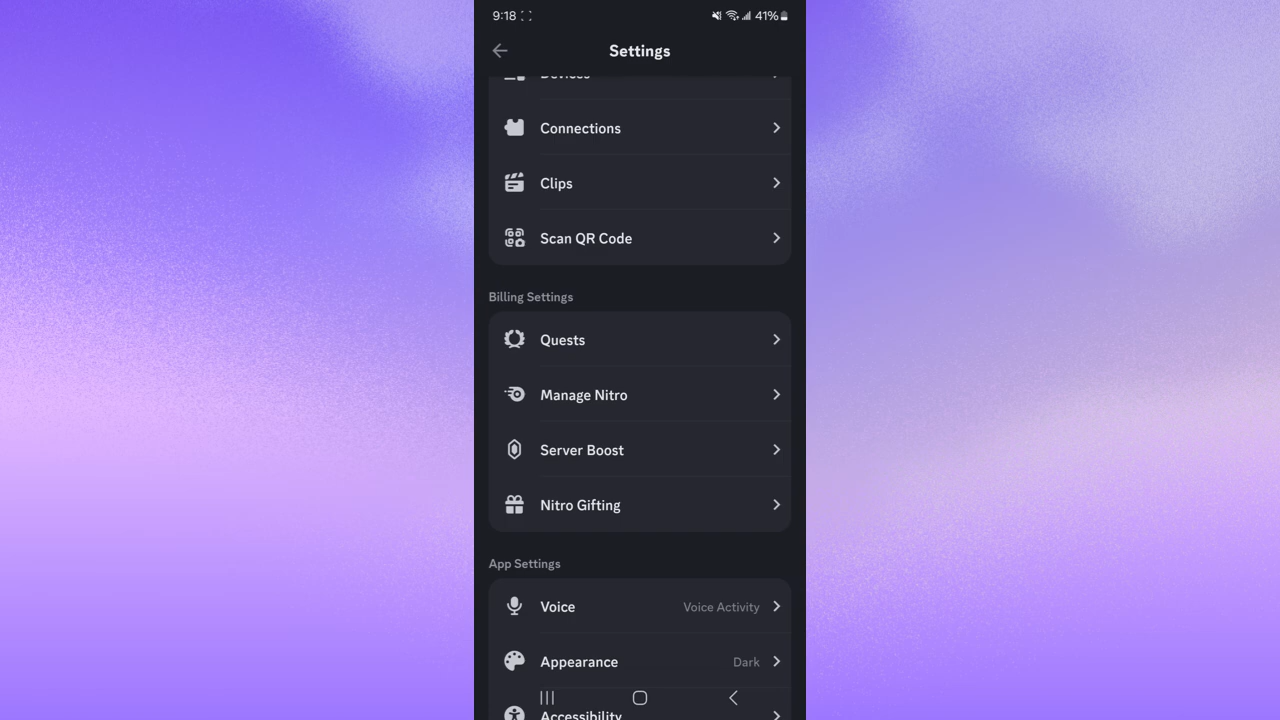 9:18 41%
Settings
Devices
Connections
Clips
Scan QR Code
Billing Settings
Quests
Manage Nitro
Server Boost
Nitro Gifting
App Settings
Voice Voice Activity
Appearance Dark
Accessibility